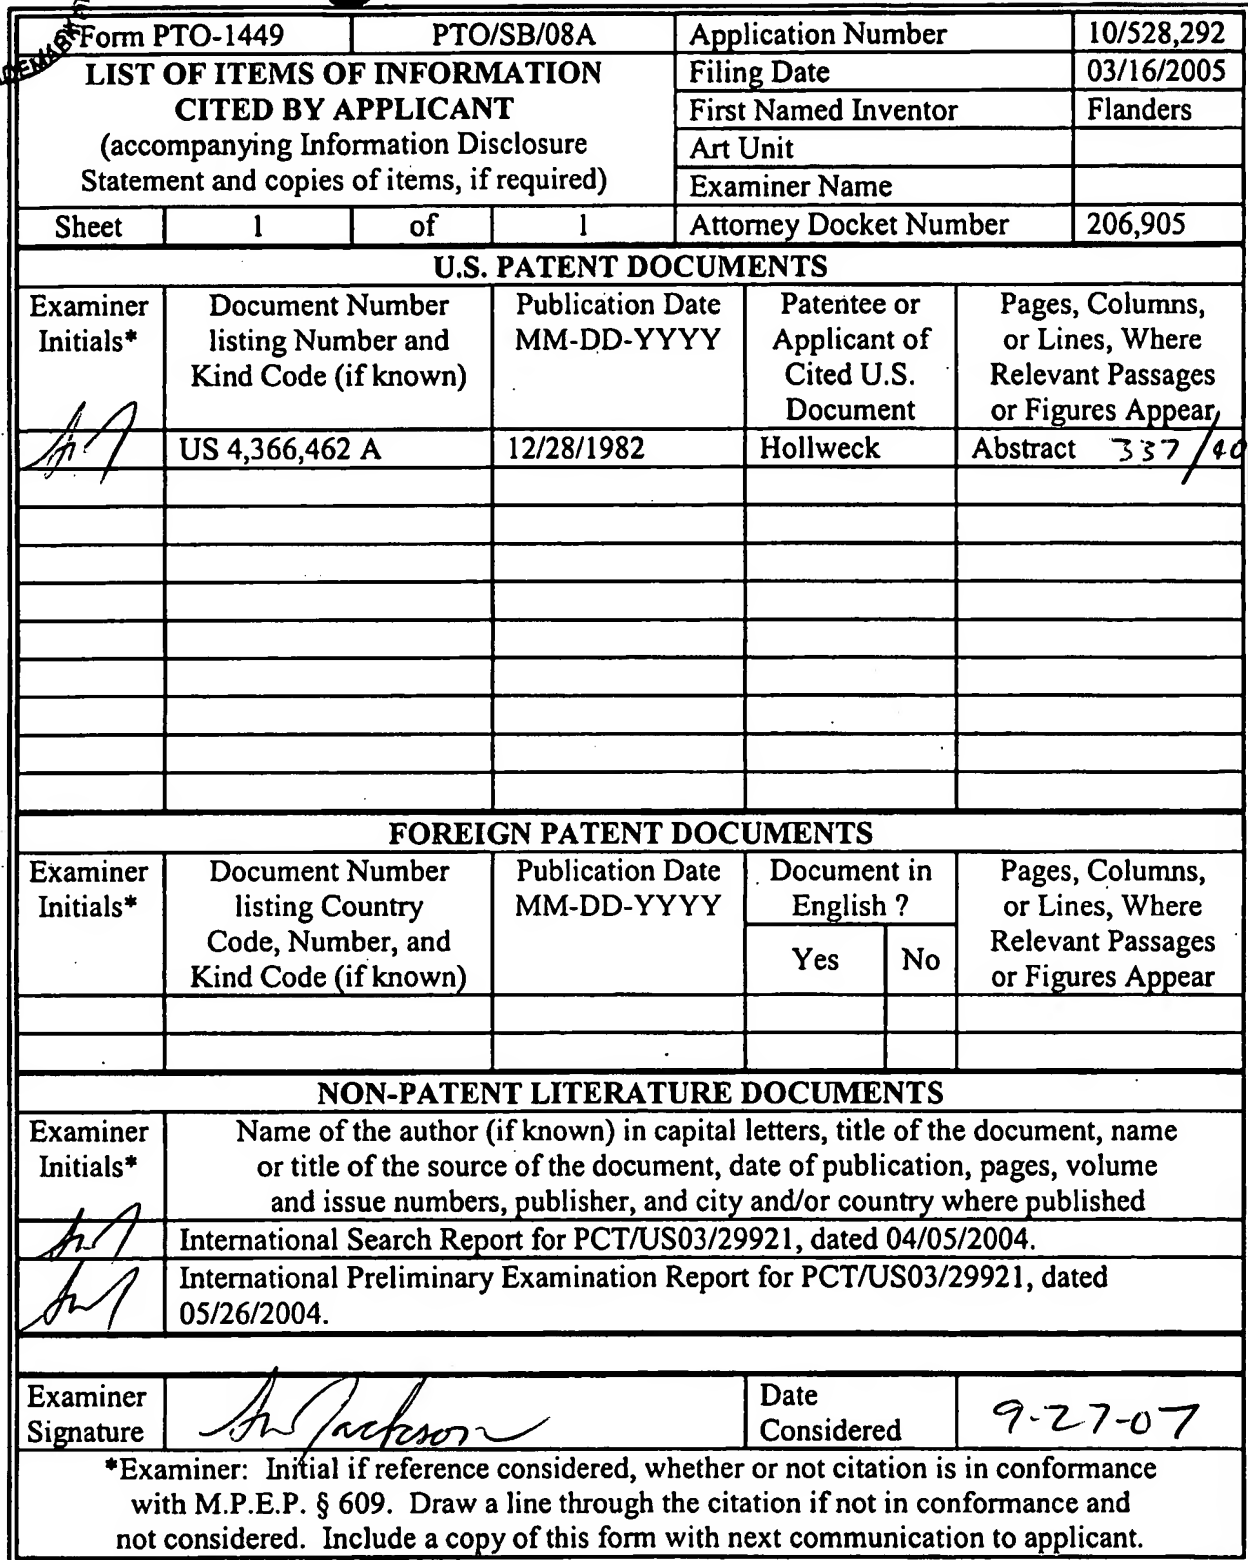 Form PTO-1449 PTO/SB/08A Application Number 10/528,292
LIST OF ITEMS OF INFORMATION Filing Date 03/16/2005
CITED BY APPLICANT First Named Inventor Flanders
(accompanying Information Disclosure Art Unit
Statement and copies of items, if required) Examiner Name
Sheet 1 of 1 Attorney Docket Number 206,905
U.S. PATENT DOCUMENTS
Examiner Document Number Publication Date Patentee or Pages, Columns,
Initials* listing Number and MM-DD-YYYY Applicant of or Lines, Where
Kind Code (if known) Cited U.S. Relevant Passages
Document or Figures Appear
US 4,366,462 A 12/28/1982 Hollweck Abstract 337/40
FOREIGN PATENT DOCUMENTS
Examiner Document Number Publication Date Document in Pages, Columns,
Initials* listing Country MM-DD-YYYY English ? or Lines, Where
Code, Number, and Yes No Relevant Passages
Kind Code (if known) or Figures Appear
NON-PATENT LITERATURE DOCUMENTS
Examiner Name of the author (if known) in capital letters, title of the document, name
Initials* or title of the source of the document, date of publication, pages, volume
and issue numbers, publisher, and city and/or country where published
International Search Report for PCT/US03/29921, dated 04/05/2004.
International Preliminary Examination Report for PCT/US03/29921, dated
05/26/2004.
Examiner Jackson Date 9-27-07
Signature Considered
*Examiner: Initial if reference considered, whether or not citation is in conformance
with M.P.E.P. § 609. Draw a line through the citation if not in conformance and
not considered. Include a copy of this form with next communication to applicant.